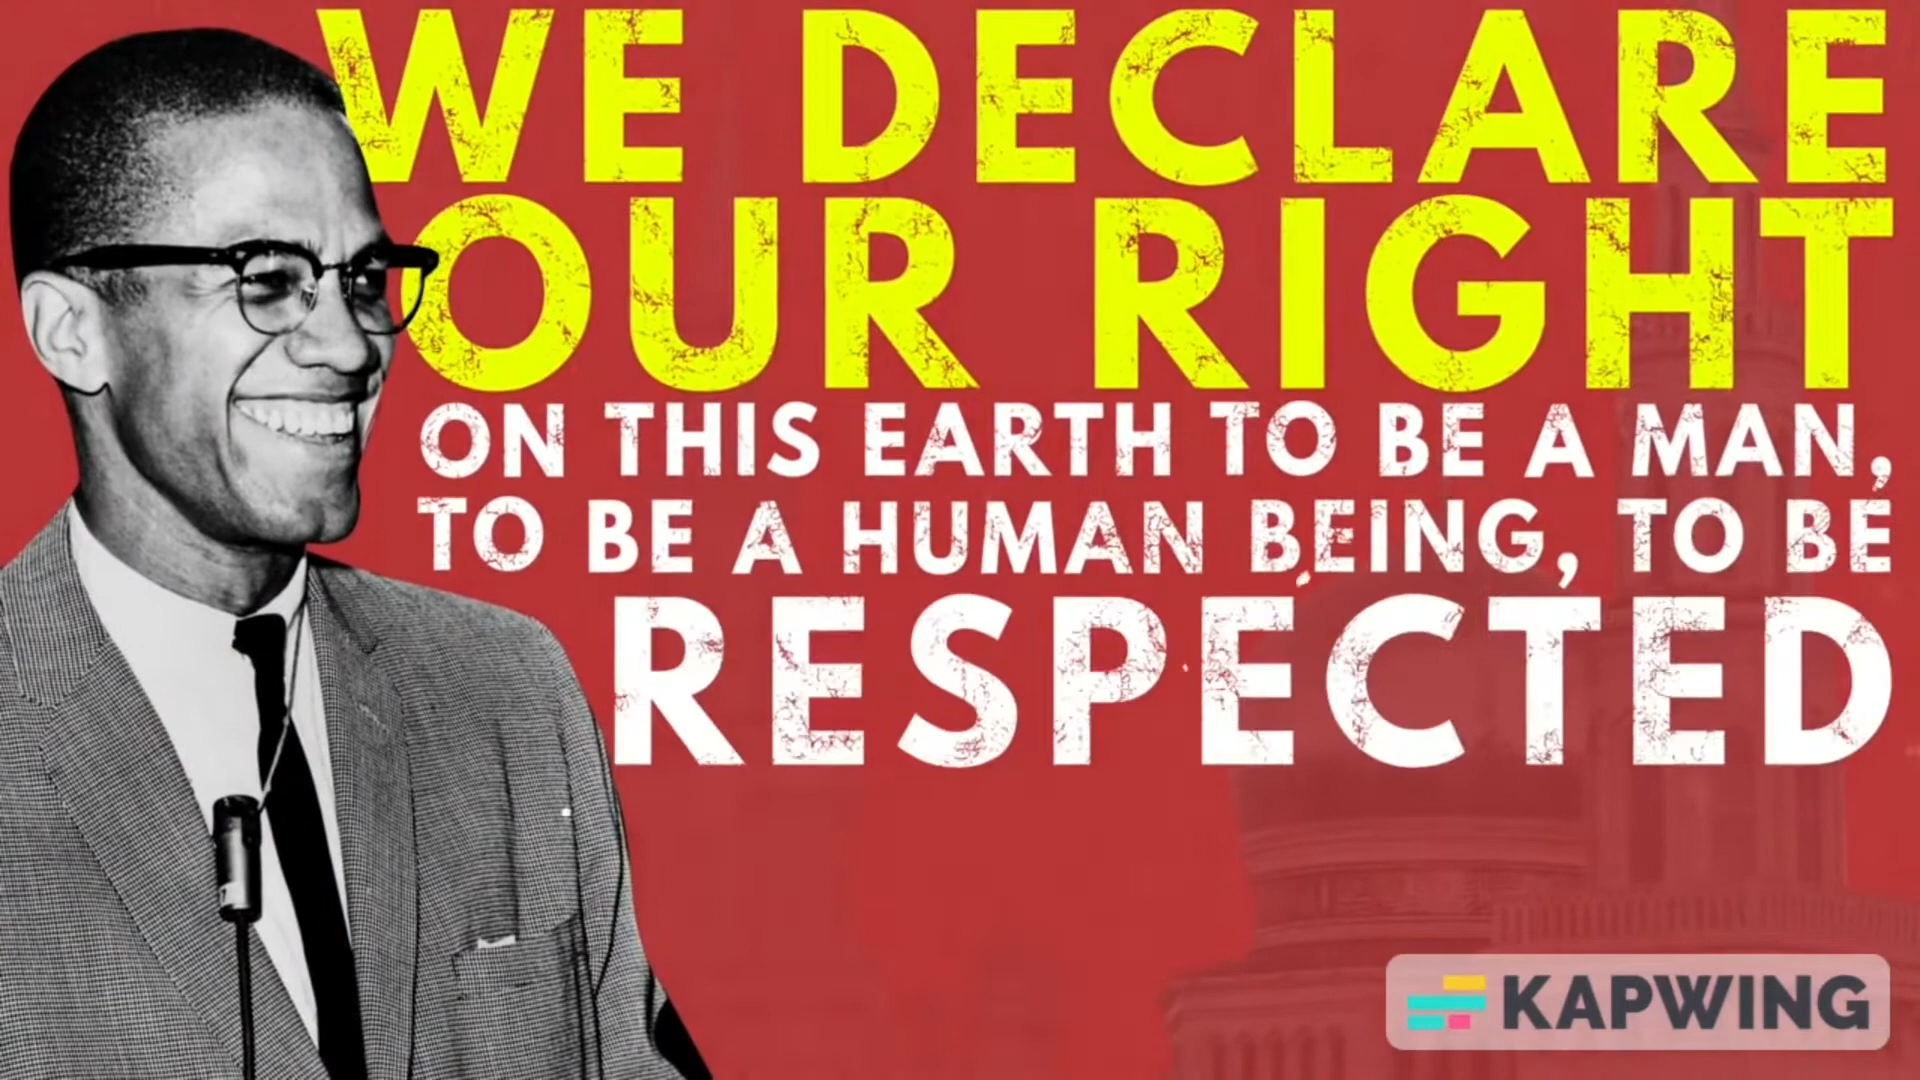 WE DECLARE
OUR RIGHT
ON THIS EARTH TO BE A MAN,
TO BE A HUMAN BEING, TO BE
RESPECTED
KAPWING